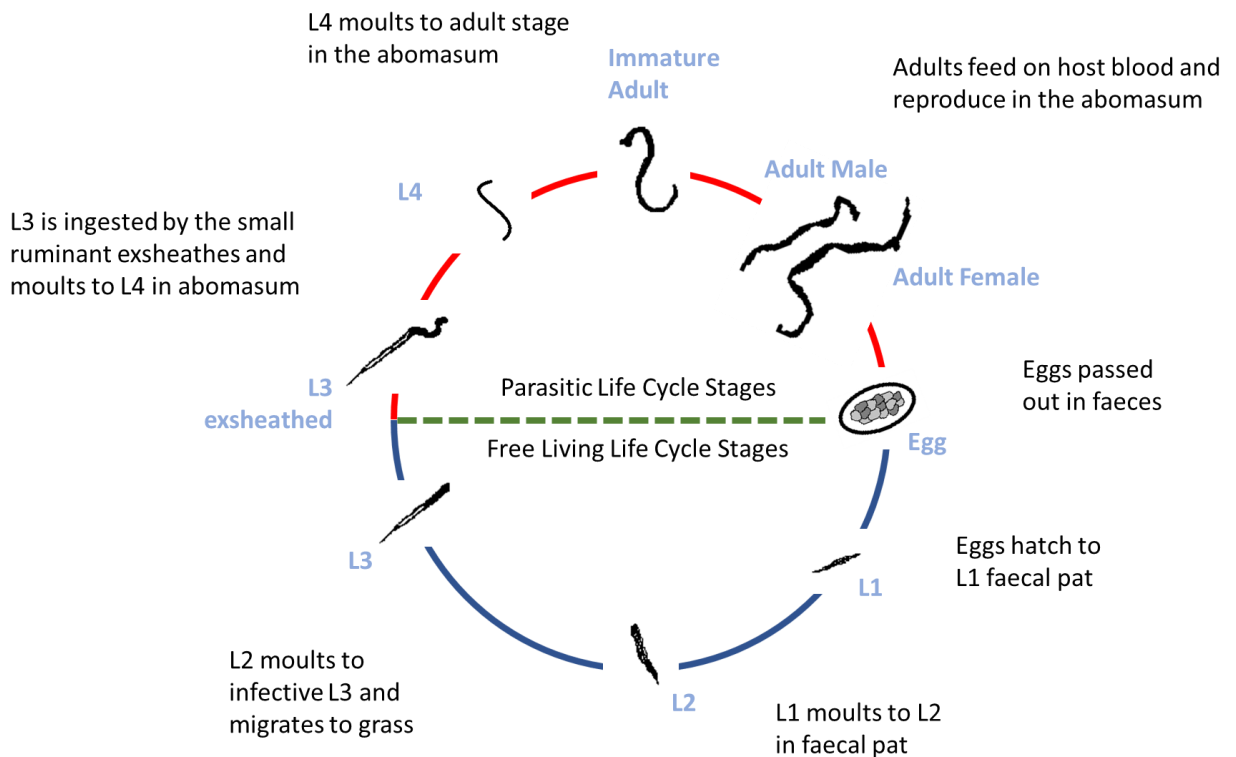 L4 moults to adult stage
in the abomasum
Immature
Adult
Adults feed on host blood and
reproduce in the abomasum
Adult Male
L4
L3 is ingested by the small
ruminant exsheathes and
moults to L4 in abomasum
Adult Female
L3
exsheathed
Parasitic Life Cycle Stages
Eggs passed
out in faeces
Free Living Life Cycle Stages
Egg
L3
Eggs hatch to
L1 faecal pat
L1
L2 moults to
infective L3 and
migrates to grass
L2
L1 moults to L2
in faecal pat